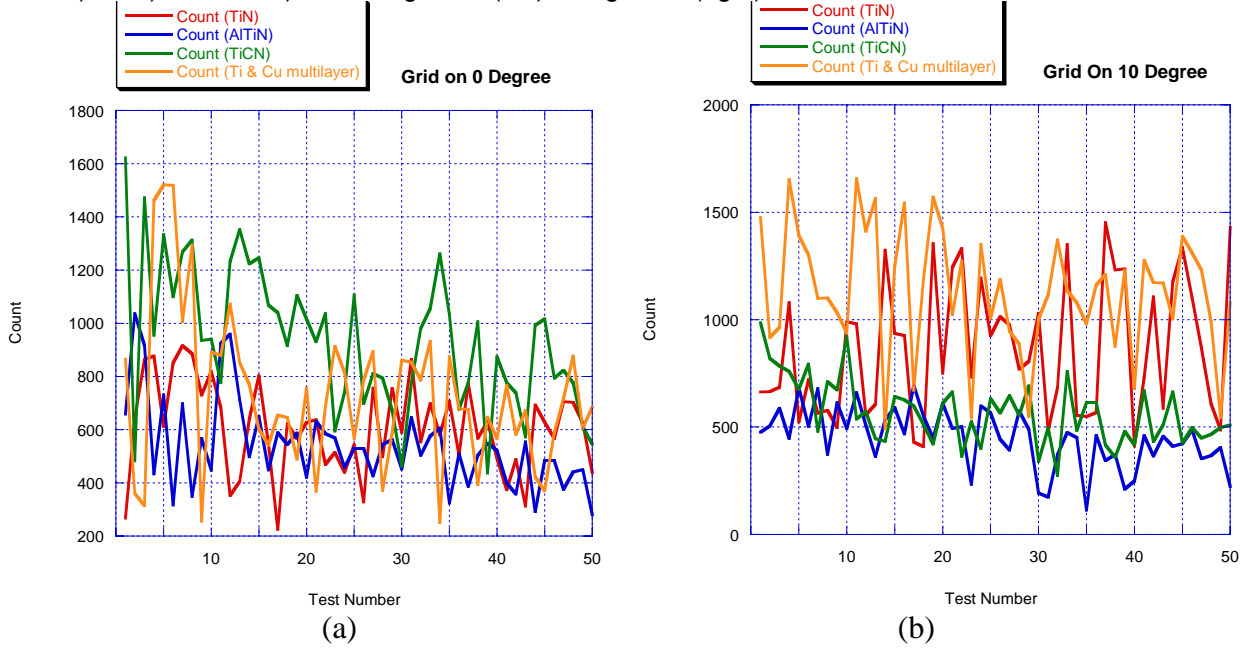 Count (TiN)
Count (AlTiN)
Count (TiCN)
Count (Ti & Cu multilayer)
Grid on 0 Degree
1800
1600
1400
1200
1000
800
600
400
200
Count
10
20
30
40
50
Test Number
(a)
Count (TiN)
Count (AlTiN)
Count (TiCN)
Count (Ti & Cu multilayer)
Grid On 10 Degree
2000
1500
1000
500
0
Count
10
20
30
40
50
Test Number
(b)